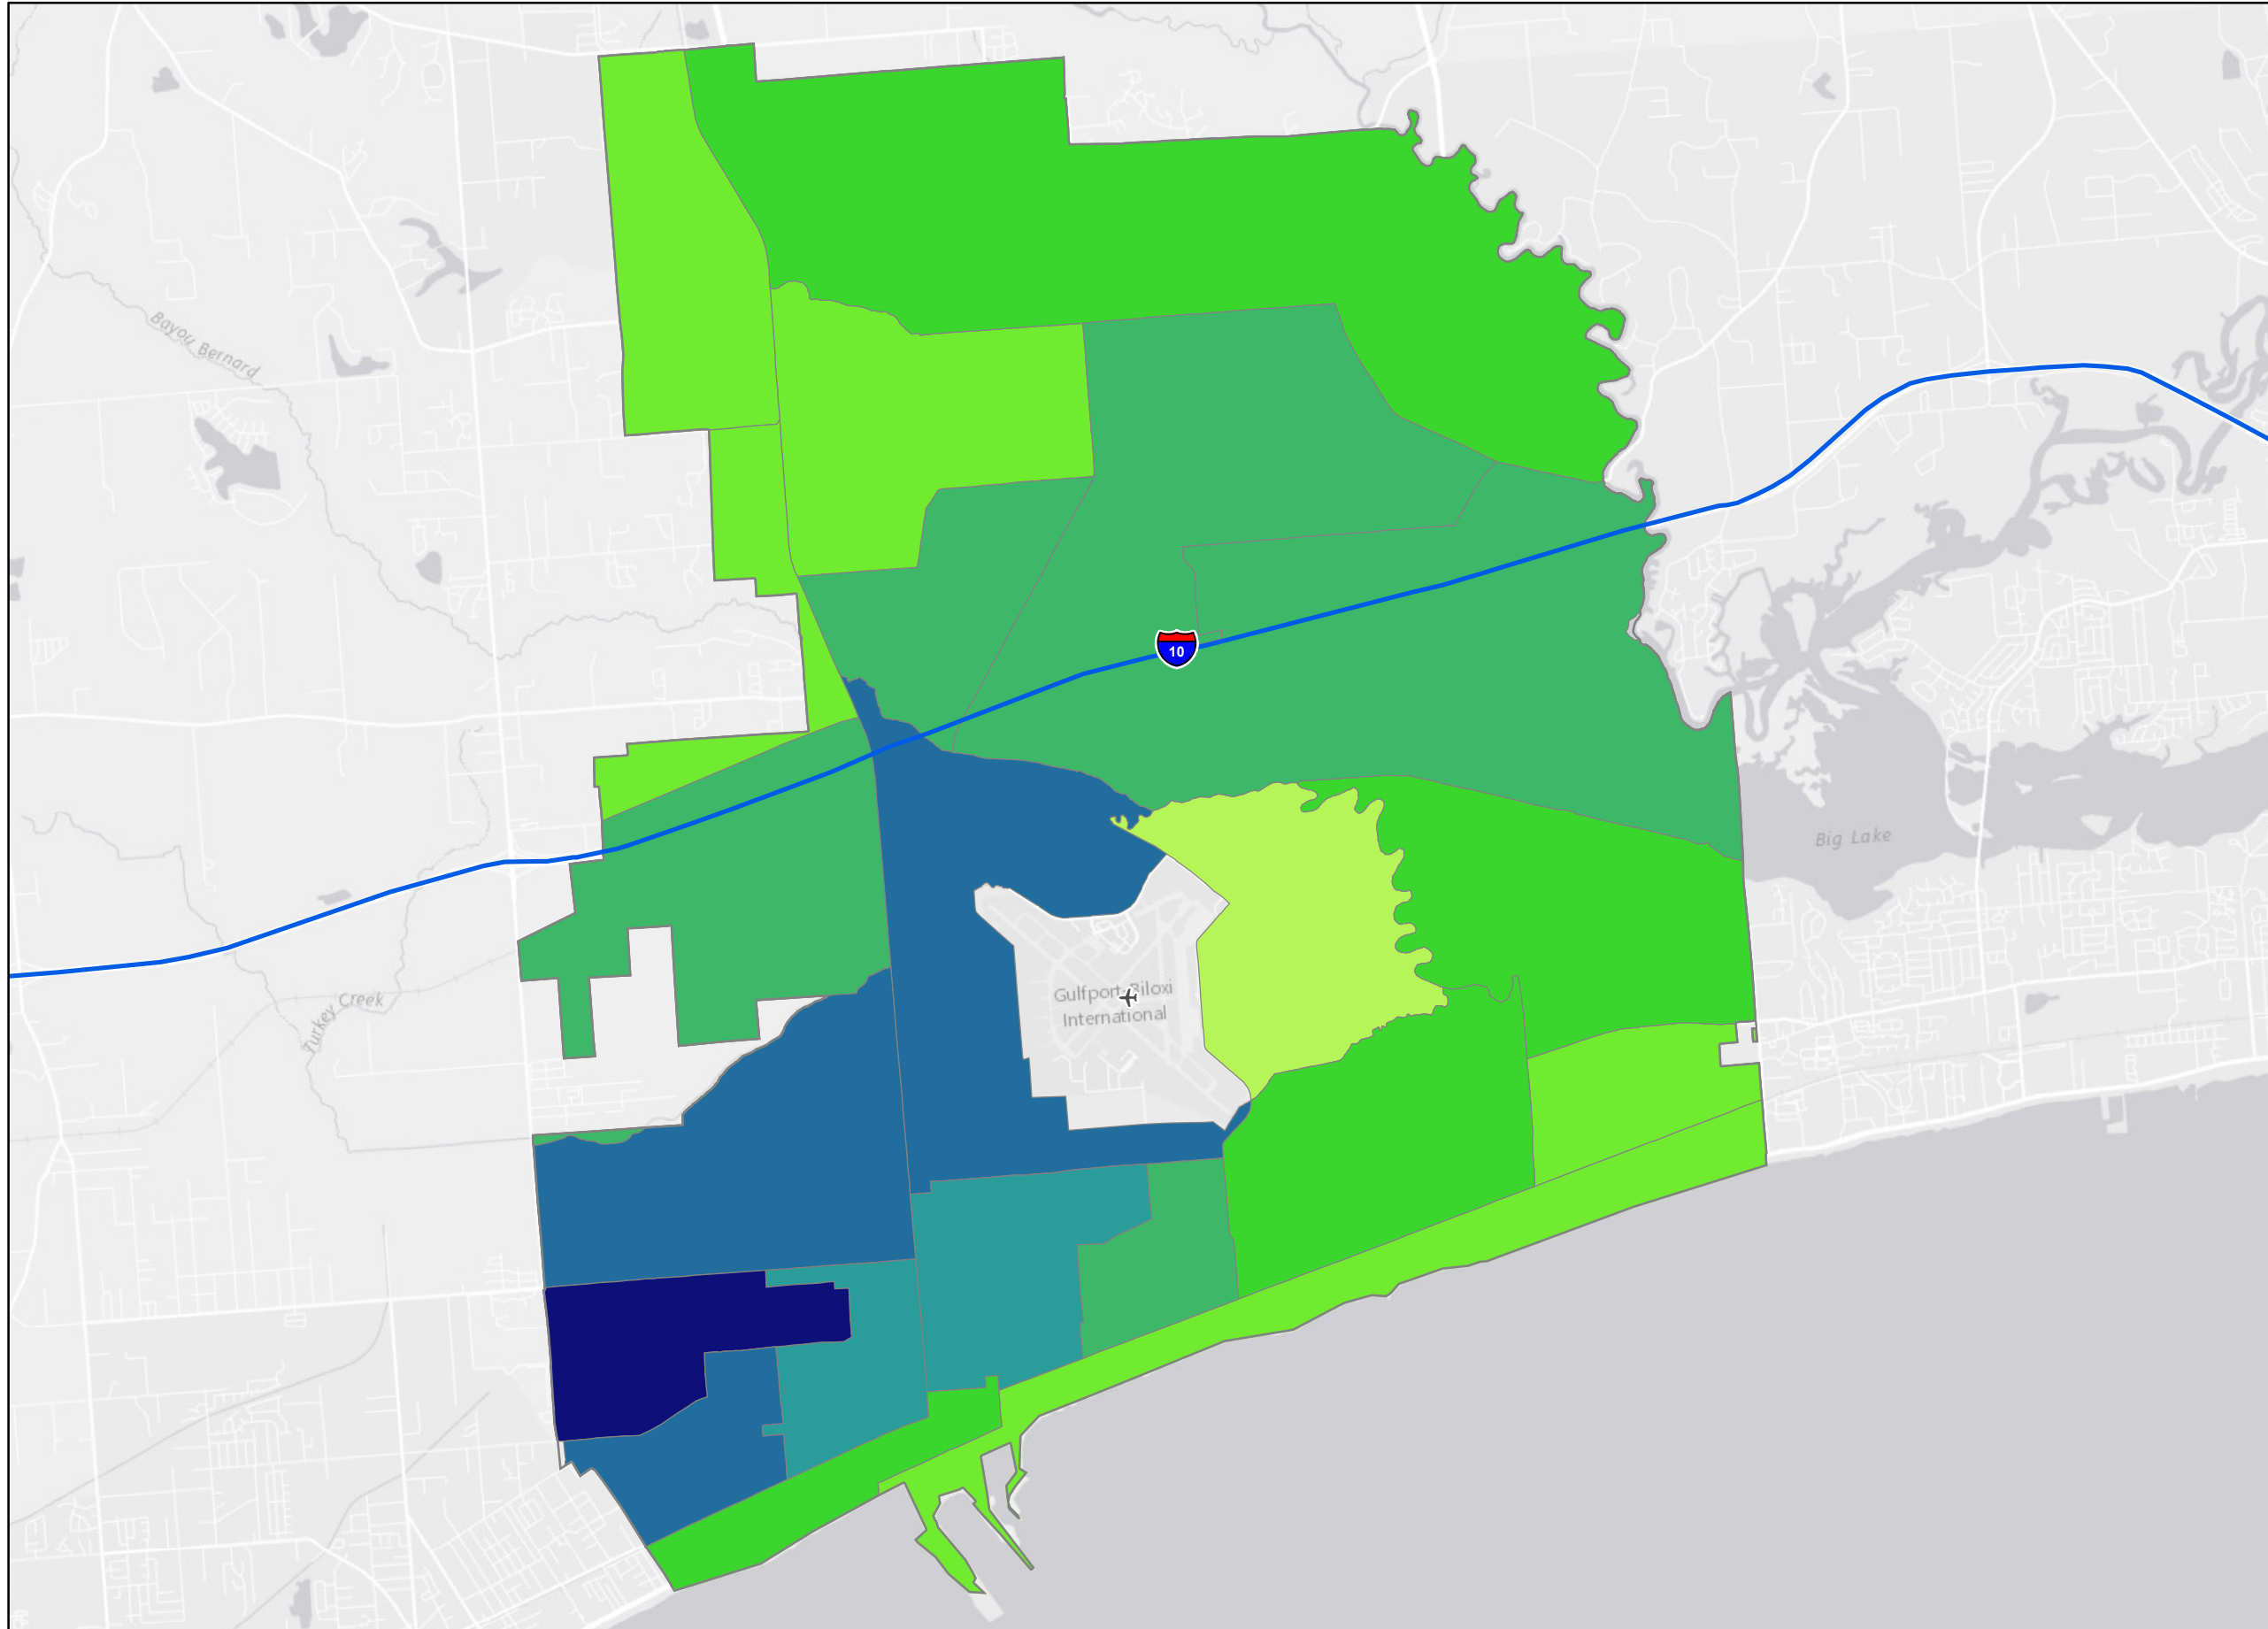 Bayou Bernard
10
Big Lake
Gulfport-Biloxi
International
Turkey
Creek